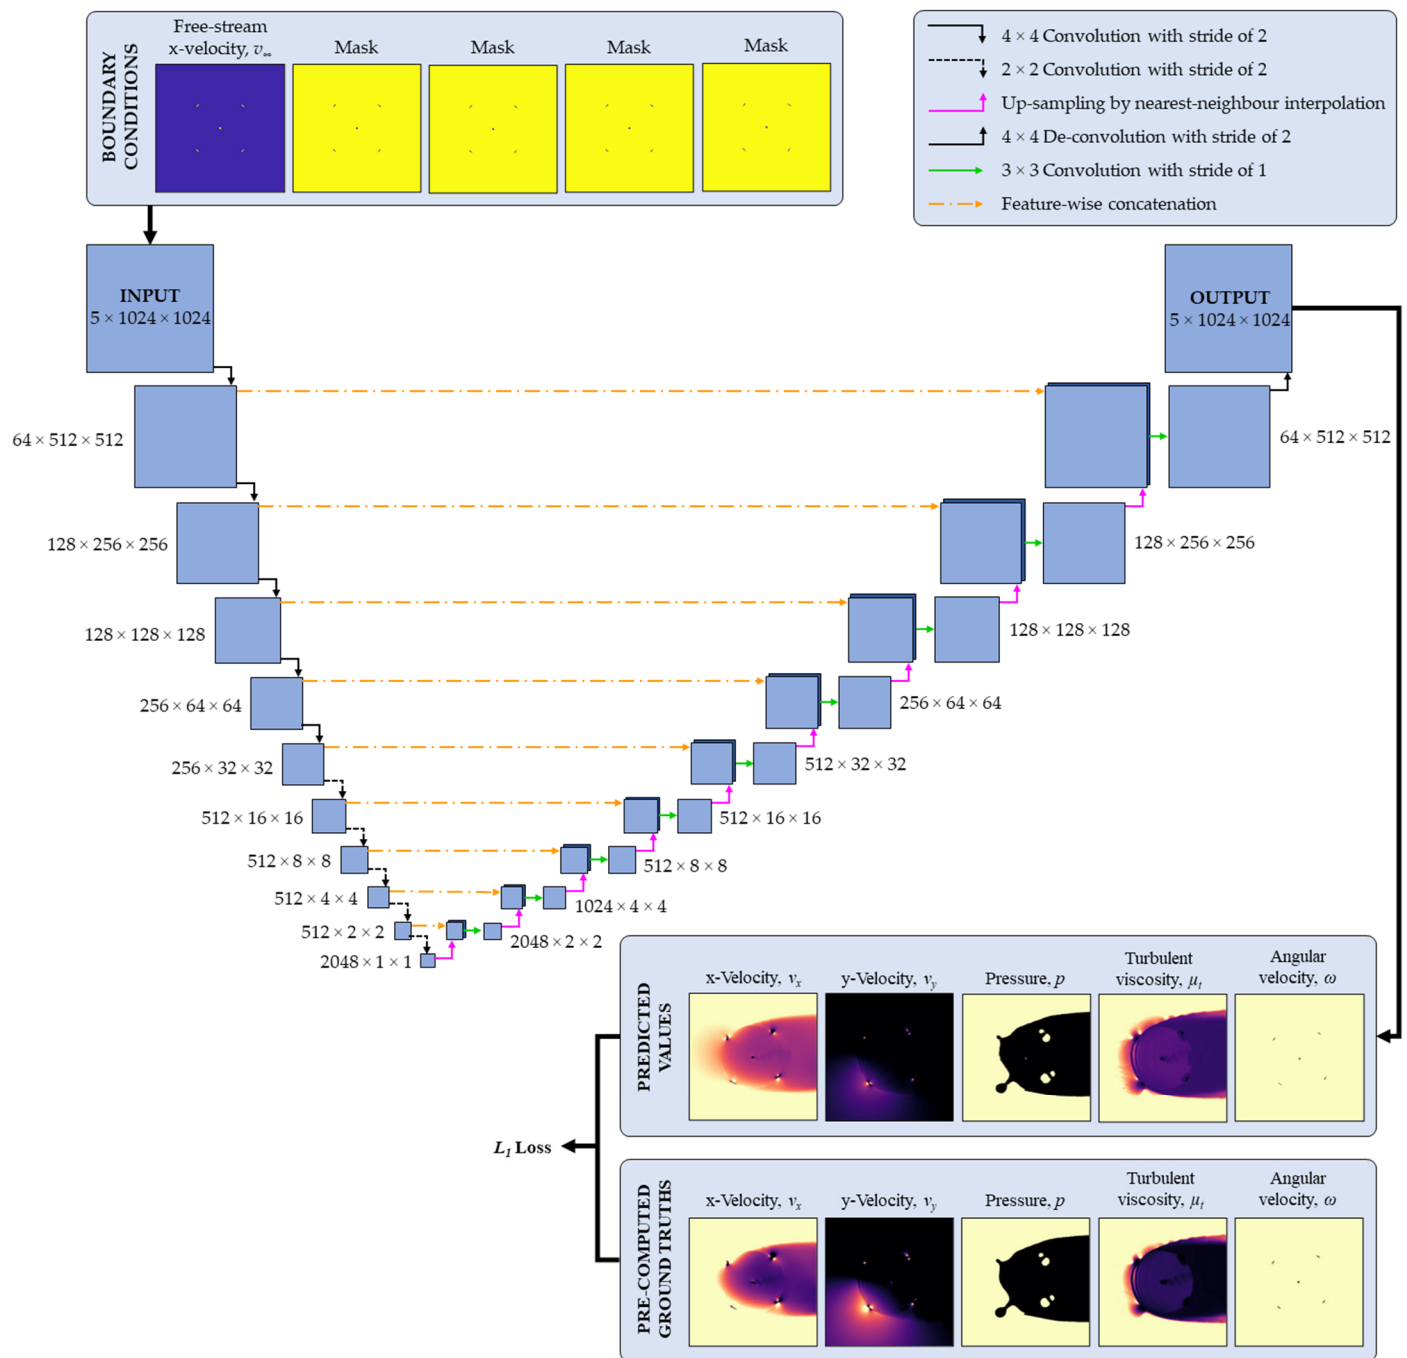 BOUNDARY
CONDITIONS
Free-stream
x-velocity, v∞
Mask
Mask
Mask
Mask
4 × 4 Convolution with stride of 2
2 × 2 Convolution with stride of 2
Up-sampling by nearest-neighbour interpolation
4 × 4 De-convolution with stride of 2
3 × 3 Convolution with stride of 1
Feature-wise concatenation
INPUT
5 × 1024 × 1024
OUTPUT
5 × 1024 × 1024
64 × 512 × 512
64 × 512 × 512
128 × 256 × 256
128 × 256 × 256
128 × 128 × 128
128 × 128 × 128
256 × 64 × 64
256 × 64 × 64
256 × 32 × 32
512 × 32 × 32
512 × 16 × 16
512 × 16 × 16
512 × 8 × 8
512 × 8 × 8
512 × 4 × 4
1024 × 4 × 4
512 × 2 × 2
2048 × 2 × 2
2048 × 1 × 1
PREDICTED
VALUES
x-Velocity, vx
y-Velocity, vy
Pressure, p
Turbulent
viscosity, μt
Angular
velocity, ω
L1 Loss
PRE-COMPUTED
GROUND TRUTHS
x-Velocity, vx
y-Velocity, vy
Pressure, p
Turbulent
viscosity, μt
Angular
velocity, ω